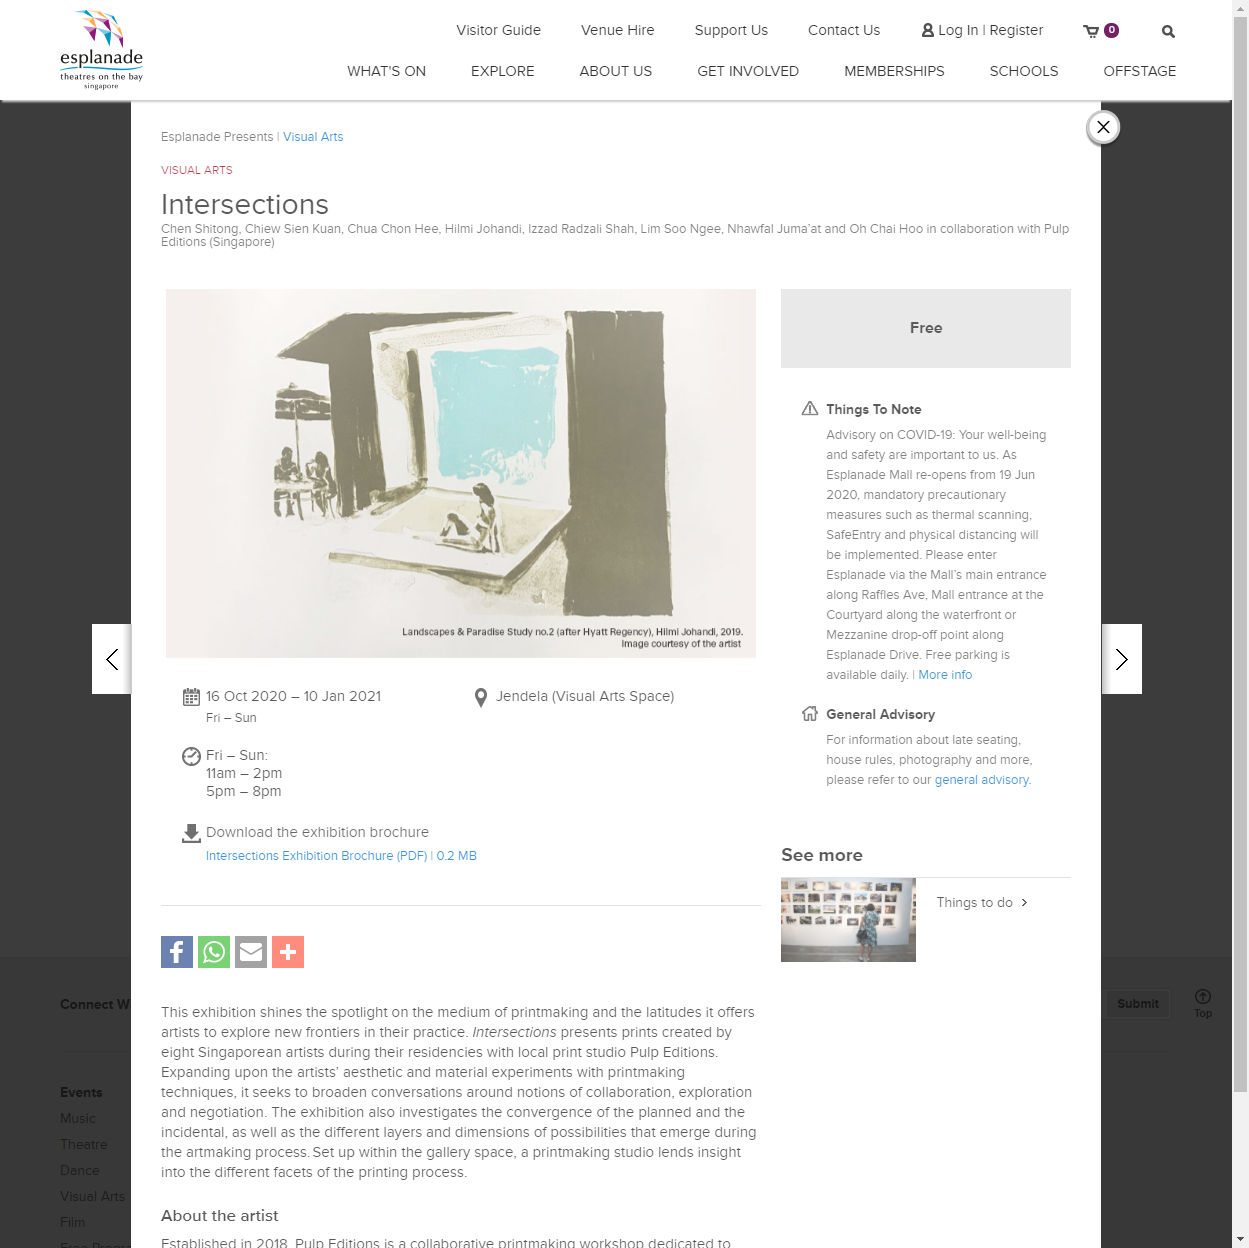 esplanade
theatres on the bay
singapore
Visitor Guide
Venue Hire
Support Us
Contact Us
Log In | Register
0
WHAT'S ON
EXPLORE
ABOUT US
GET INVOLVED
MEMBERSHIPS
SCHOOLS
OFFSTAGE
Esplanade Presents | Visual Arts
VISUAL ARTS
Intersections
Chen Shitong, Chiew Sien Kuan, Chua Chon Hee, Hilmi Johandi, Izzad Radzali Shah, Lim Soo Ngee, Nhawfal Juma'at and Oh Chai Hoo in collaboration with Pulp
Editions (Singapore)
Landscapes & Paradise Study no.2 (after Hyatt Regency), Hilmi Johandi, 2019.
Image courtesy of the artist
16 Oct 2020 – 10 Jan 2021
Fri – Sun
Jendela (Visual Arts Space)
Fri – Sun:
11am – 2pm
5pm – 8pm
Download the exhibition brochure
Intersections Exhibition Brochure (PDF) | 0.2 MB
Free
Things To Note
Advisory on COVID-19: Your well-being
and safety are important to us. As
Esplanade Mall re-opens from 19 Jun
2020, mandatory precautionary
measures such as thermal scanning,
SafeEntry and physical distancing will
be implemented. Please enter
Esplanade via the Mall's main entrance
along Raffles Ave, Mall entrance at the
Courtyard along the waterfront or
Mezzanine drop-off point along
Esplanade Drive. Free parking is
available daily. | More info
General Advisory
For information about late seating,
house rules, photography and more,
please refer to our general advisory.
See more
Things to do
This exhibition shines the spotlight on the medium of printmaking and the latitudes it offers
artists to explore new frontiers in their practice. Intersections presents prints created by
eight Singaporean artists during their residencies with local print studio Pulp Editions.
Expanding upon the artists' aesthetic and material experiments with printmaking
techniques, it seeks to broaden conversations around notions of collaboration, exploration
and negotiation. The exhibition also investigates the convergence of the planned and the
incidental, as well as the different layers and dimensions of possibilities that emerge during
the artmaking process. Set up within the gallery space, a printmaking studio lends insight
into the different facets of the printing process.
About the artist
Established in 2018, Pulp Editions is a collaborative printmaking workshop dedicated to
Connect W
Submit
Top
Events
Music
Theatre
Dance
Visual Arts
Film